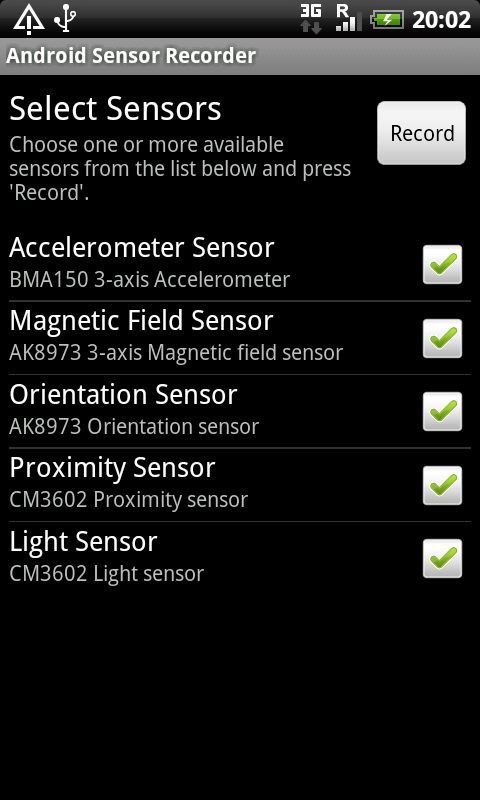 3G R 20:02
Android Sensor Recorder
Select Sensors
Record
Choose one or more available
sensors from the list below and press
'Record'.
Accelerometer Sensor
BMA150 3-axis Accelerometer
Magnetic Field Sensor
AK8973 3-axis Magnetic field sensor
Orientation Sensor
AK8973 Orientation sensor
Proximity Sensor
CM3602 Proximity sensor
Light Sensor
CM3602 Light sensor